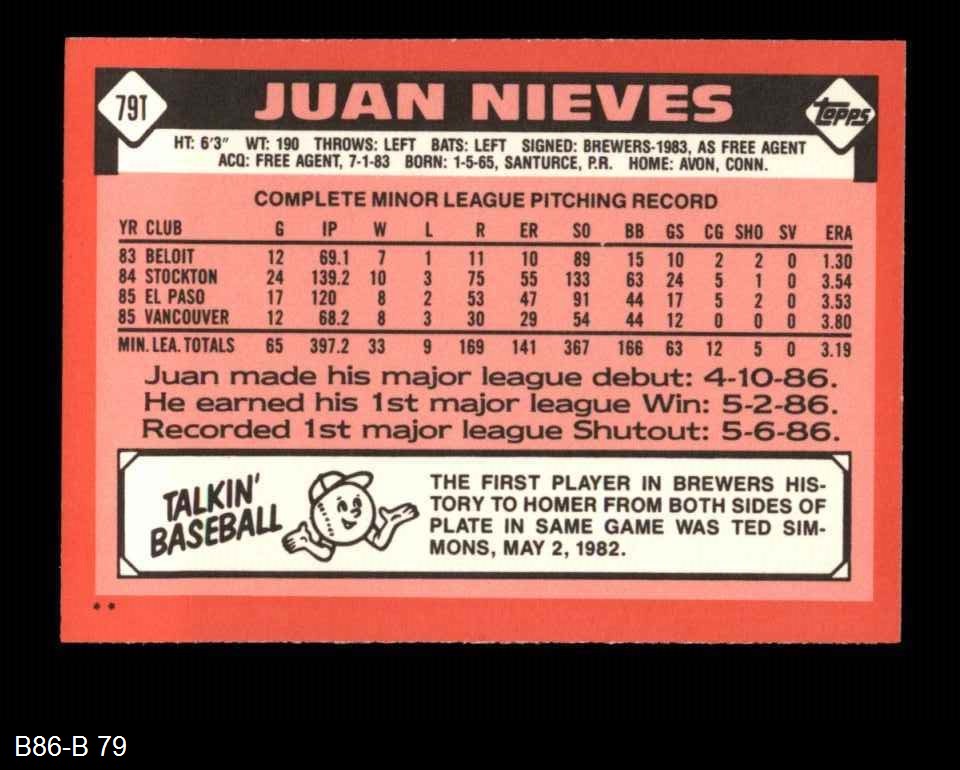 79T
JUAN NIEVES
topps
HT: 6'3" WT: 190 THROWS: LEFT BATS: LEFT SIGNED: BREWERS-1983, AS FREE AGENT
ACQ: FREE AGENT, 7-1-83 BORN: 1-5-65, SANTURCE, P.R. HOME: AVON, CONN.
COMPLETE MINOR LEAGUE PITCHING RECORD
YR CLUB G IP W L R ER SO BB GS CG SHO SV ERA
83 BELOIT 12 69.1 7 1 11 10 89 15 10 2 2 0 1.30
84 STOCKTON 24 139.2 10 3 75 55 133 63 24 5 1 0 3.54
85 EL PASO 17 120 8 2 53 47 91 44 17 5 2 0 3.53
85 VANCOUVER 12 68.2 8 3 30 29 54 44 12 0 0 0 3.80
MIN. LEA. TOTALS 65 397.2 33 9 169 141 367 166 63 12 5 0 3.19
Juan made his major league debut: 4-10-86.
He earned his 1st major league Win: 5-2-86.
Recorded 1st major league Shutout: 5-6-86.
TALKIN'
BASEBALL
THE FIRST PLAYER IN BREWERS HIS-
TORY TO HOMER FROM BOTH SIDES OF
PLATE IN SAME GAME WAS TED SIM-
MONS, MAY 2, 1982.
* *
B86-B 79